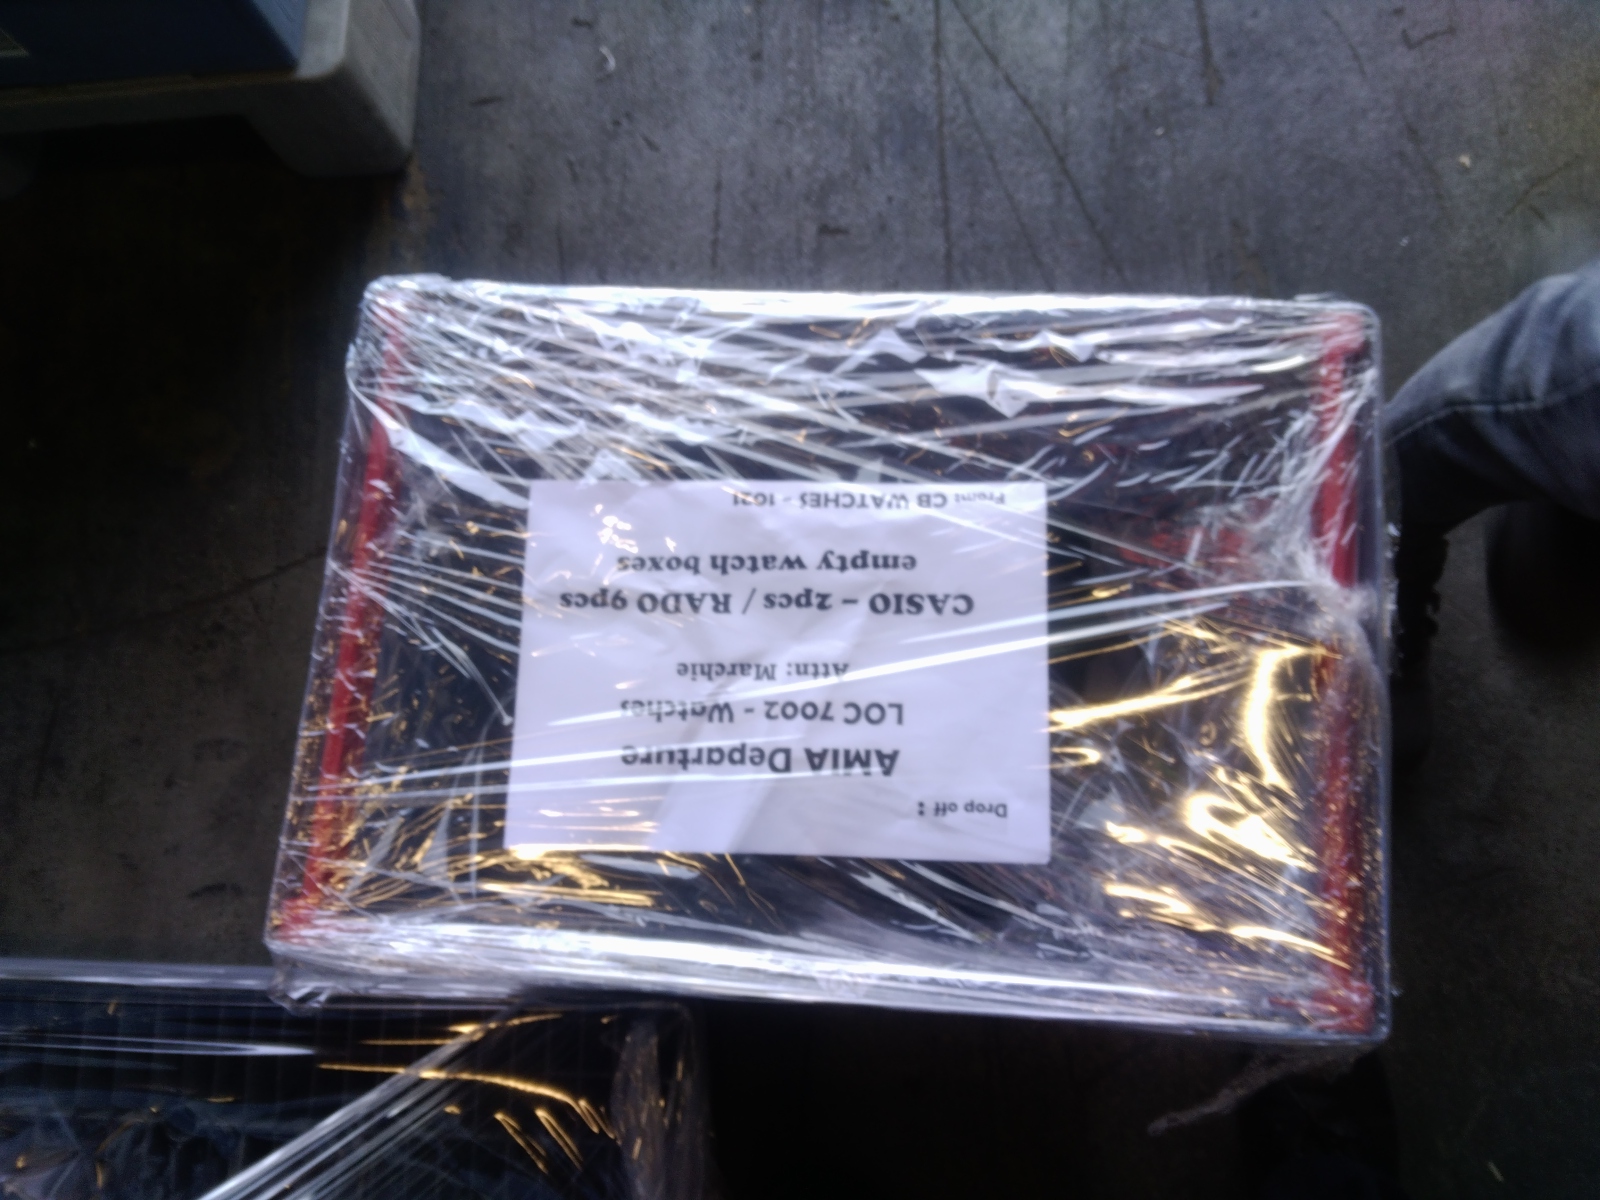 Drop off :
AMIA Departure
LOC 7002 - Watches
Attn: Marchie
CASIO – 2pcs / RADO 9pcs
empty watch boxes
From: CB WATCHES - 1021